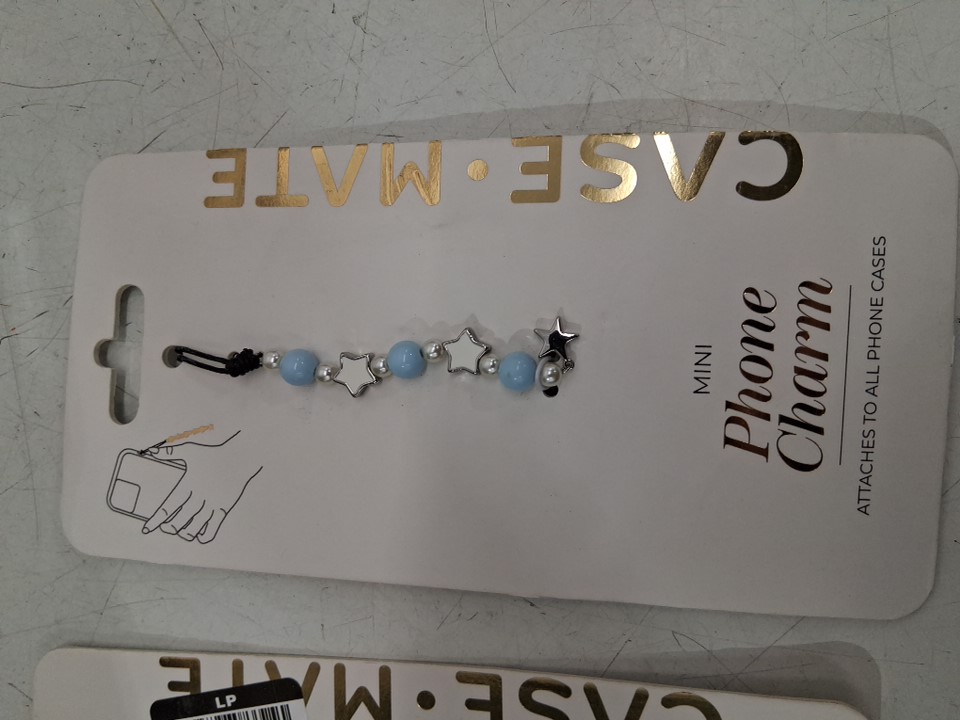 CASE·MATE
MINI
Phone
Charm
ATTACHES TO ALL PHONE CASES
CASE·MATE
LP